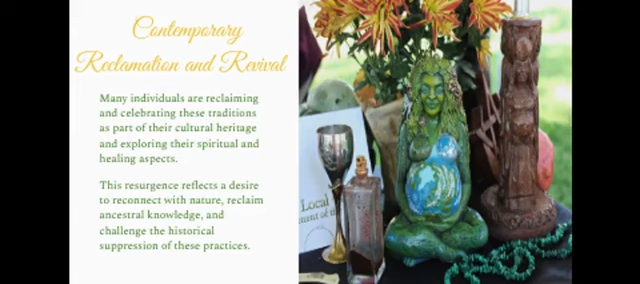 Contemporary
Reclamation and Revival
Many individuals are reclaiming
and celebrating these traditions
as part of their cultural heritage
and exploring their spiritual and
healing aspects.
This resurgence reflects a desire
to reconnect with nature, reclaim
ancestral knowledge, and
challenge the historical
suppression of these practices.
Local